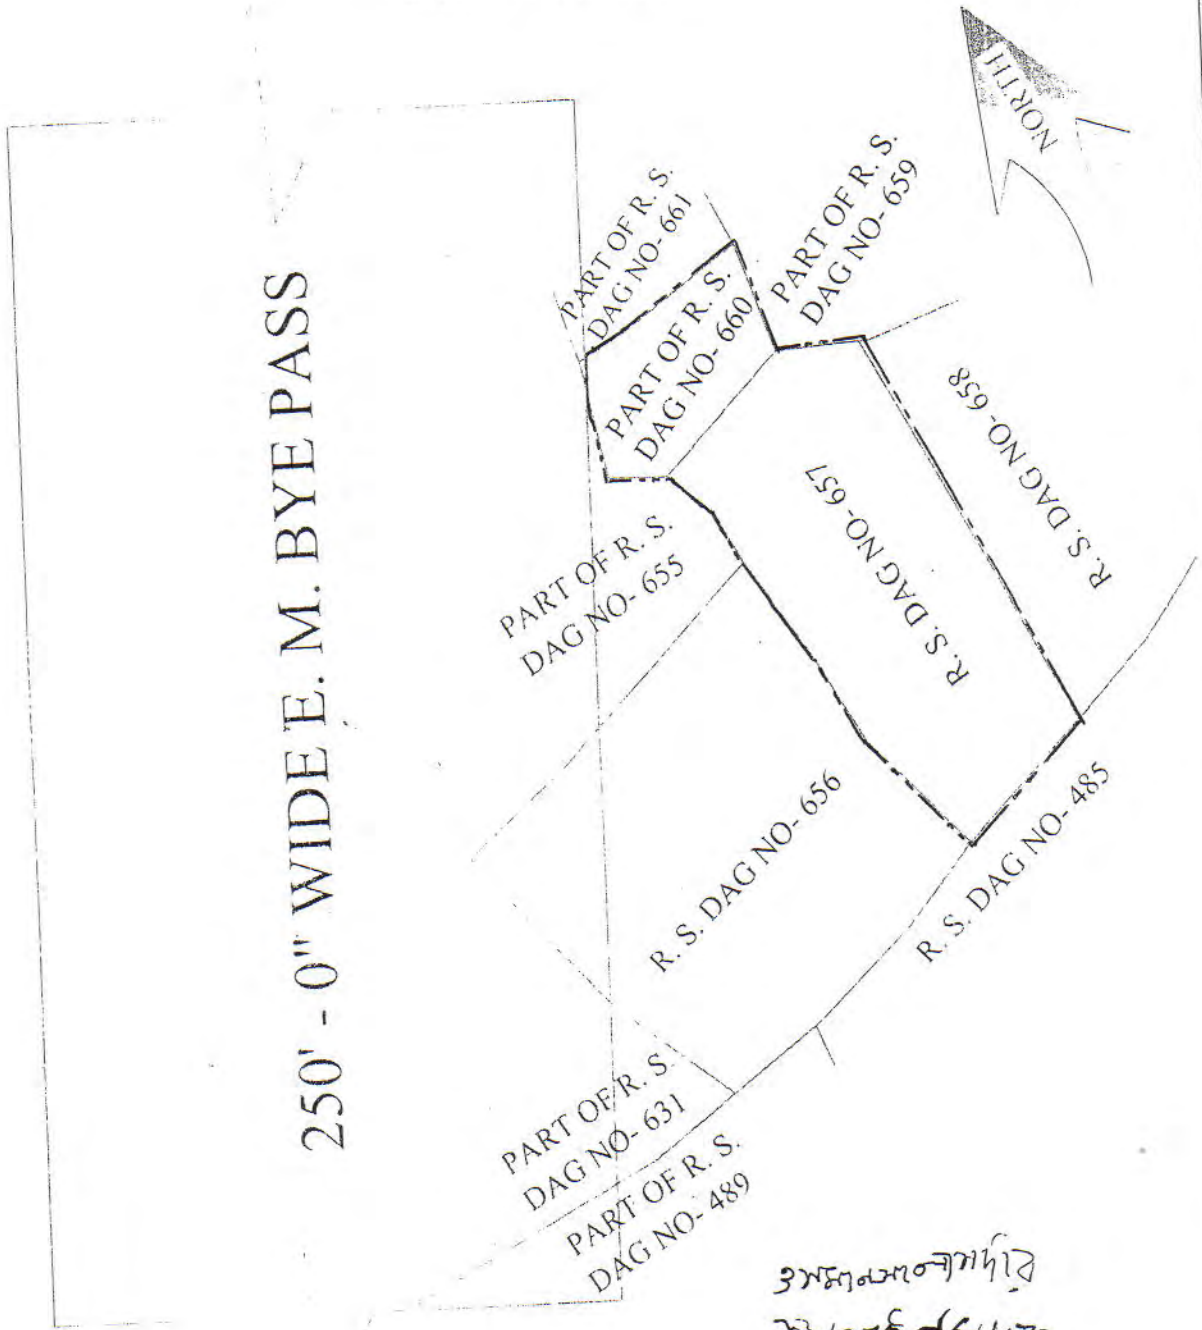 250' - 0" WIDE E. M. BYE PASS
NORTH
PART OF R. S.
DAG NO- 661
PART OF R. S.
DAG NO- 660
PART OF R. S.
DAG NO- 659
R. S. DAG NO- 658
R. S. DAG NO- 657
PART OF R. S.
DAG NO- 655
R. S. DAG NO- 656
R. S. DAG NO- 485
PART OF R. S.
DAG NO- 631
PART OF R. S.
DAG NO- 489